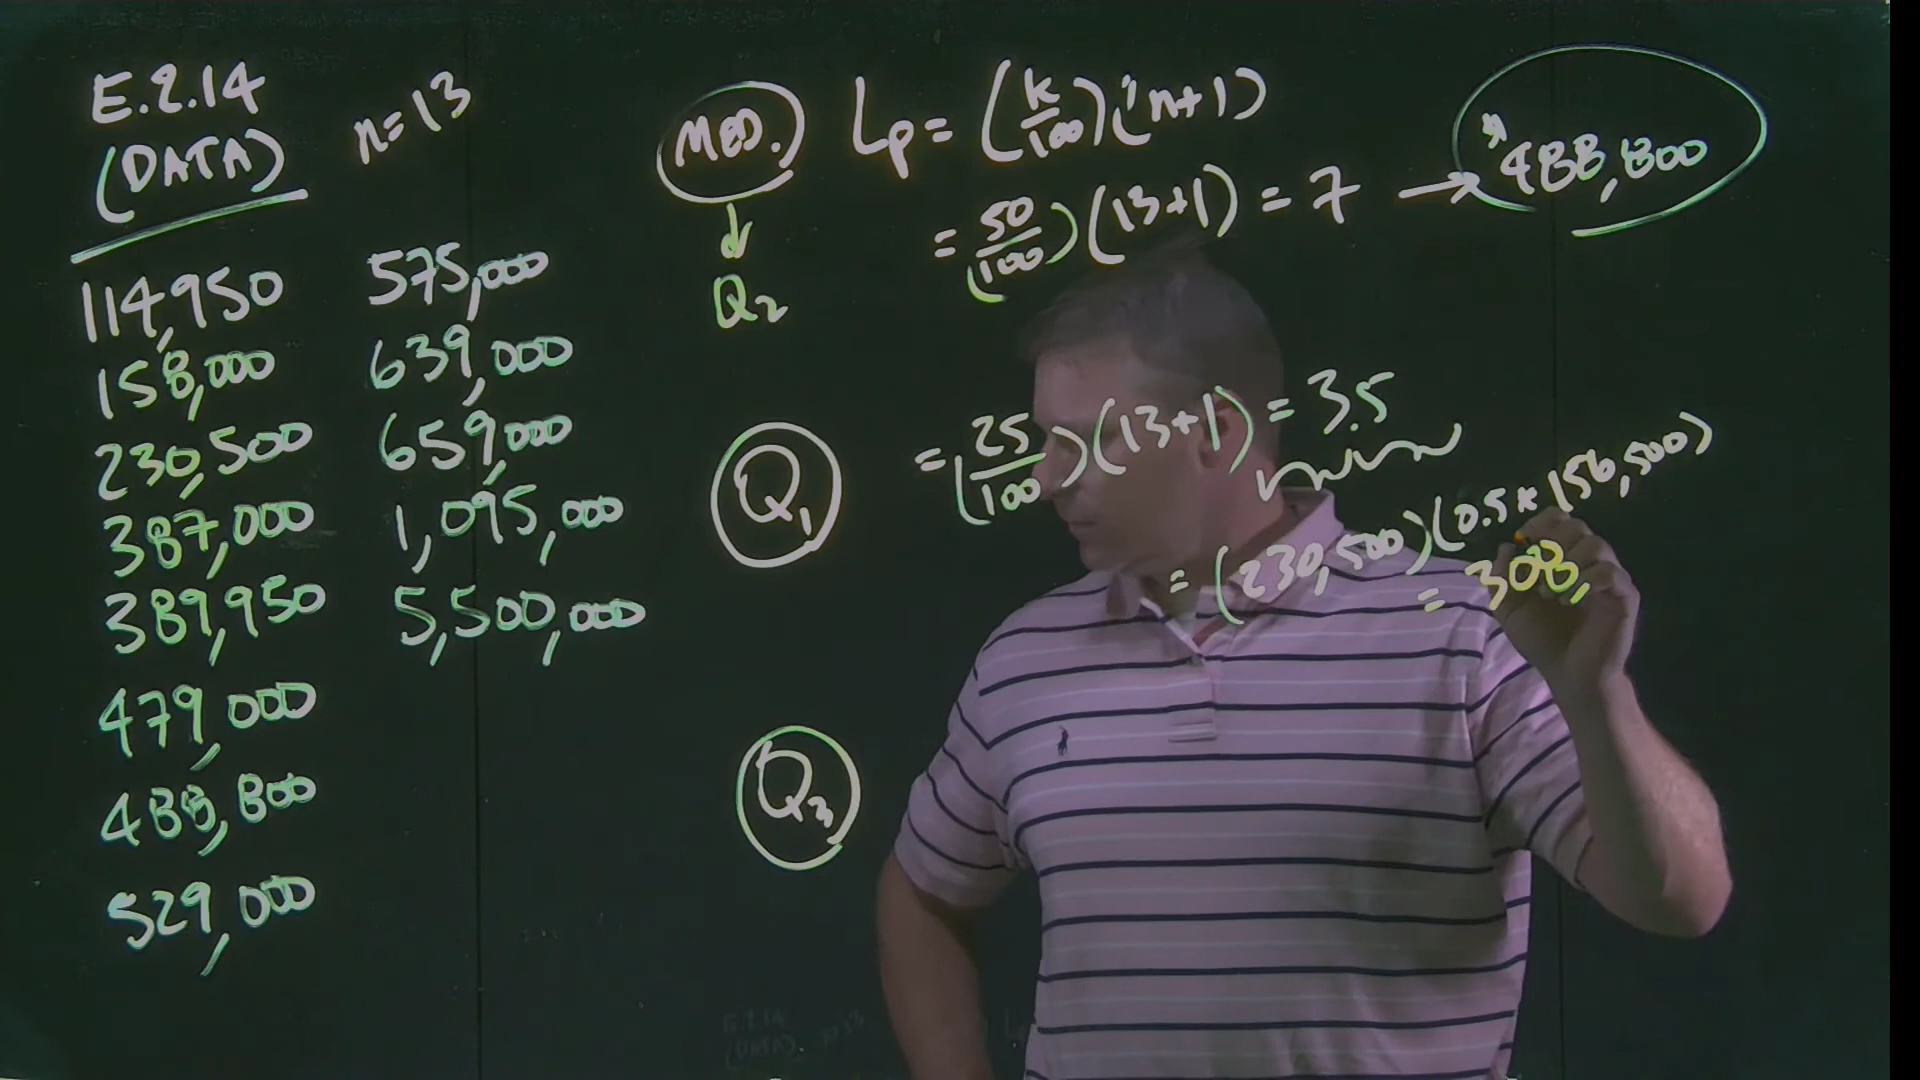 E.2.14
(DATA)
n=13
114,950
158,000
230,500
387,000
389,950
479,000
488,800
529,000
575,000
639,000
659,000
1,095,000
5,500,000
MED.
Q₂
Lp = (k/100)(n+1)
= (50/100)(13+1) = 7 → $488,800
Q₁
= (25/100)(13+1) = 3.5
= (230,500)(0.5*156,500)
= 308,
Q₃